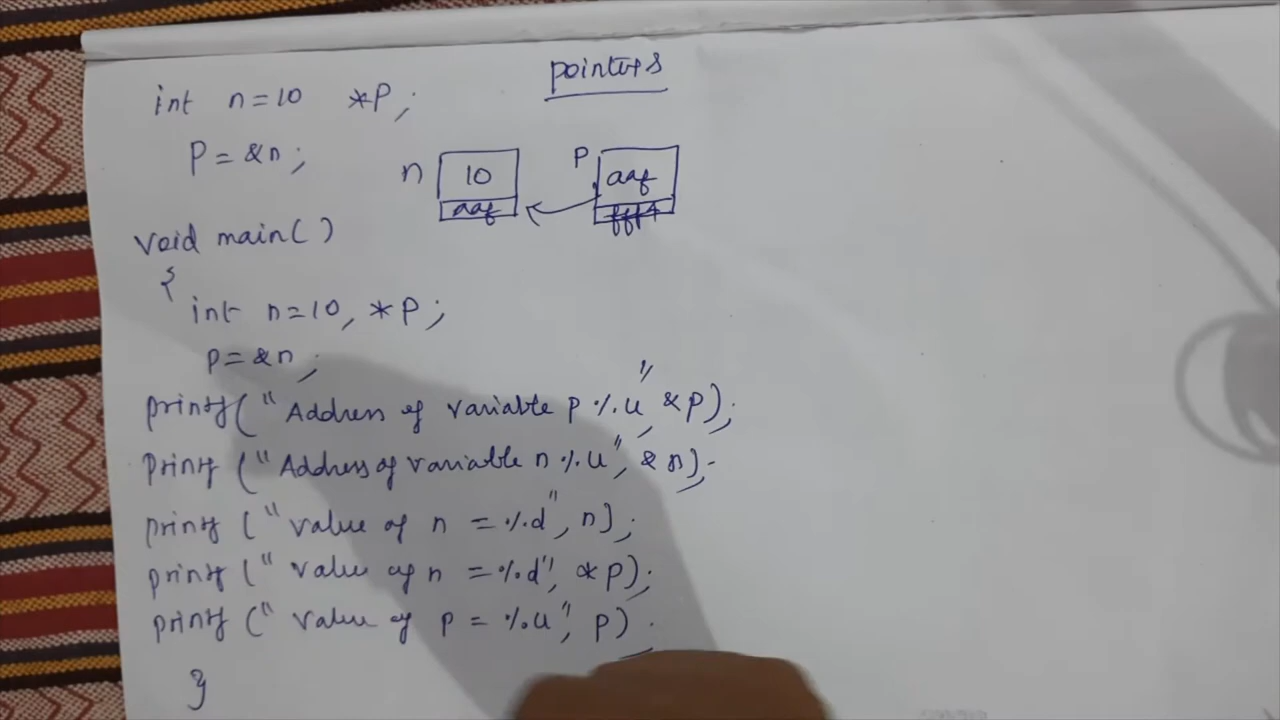 pointers
int n=10 *P;
P=&n;
n 10 P aaf
aaf fff4
void main()
{
int n=10, *P;
p=&n;
printf("Address of variable p %u", &p);
printf("Address of variable n %u", &n);
printf("value of n = %d", n);
printf("value of n = %d", *p);
printf("value of p = %u", p);
}